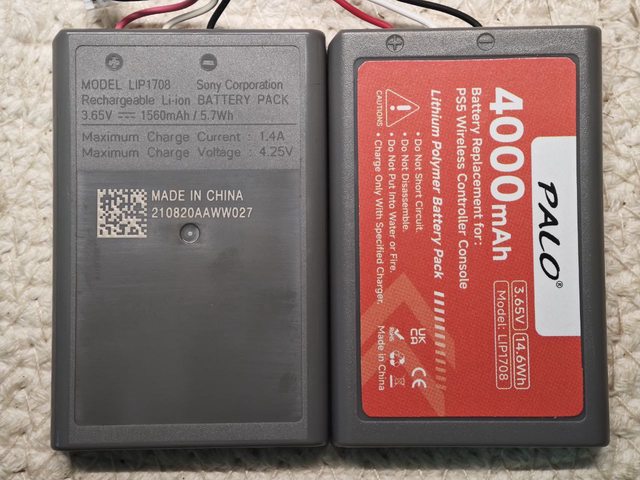 MODEL LIP1708 Sony Corporation
Rechargeable Li-ion BATTERY PACK
3.65V ⎓ 1560mAh / 5.7Wh
Maximum Charge Current : 1.4A
Maximum Charge Voltage : 4.25V
MADE IN CHINA
210820AAWW027
+ -
PALO®
4000mAh
Battery Replacement for:
PS5 Wireless Controller Console
Lithium Polymer Battery Pack
3.65V 14.6Wh
Model: LIP1708
CAUTIONS:
• Do Not Short Circuit.
• Do Not Disassemble.
• Do Not Put Into Water or Fire.
• Charge Only With Specified Charger.
UK
CA
CE
RoHS
Made in China